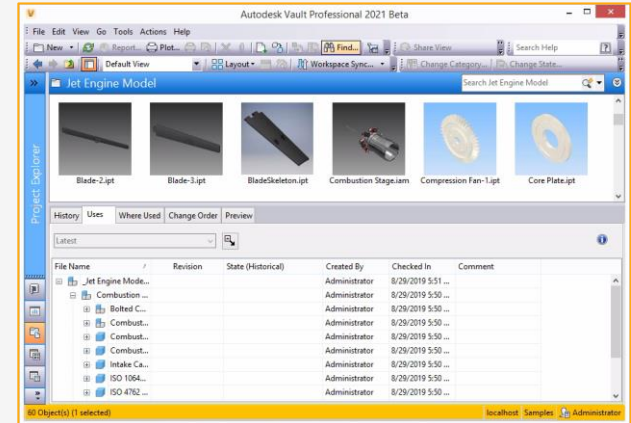 Autodesk Vault Professional 2021 Beta
File Edit View Go Tools Actions Help
New Report... Plot... Find... Share View Search Help
Default View Layout Workspace Sync... Change Category... Change State...
Jet Engine Model Search Jet Engine Model
Project Explorer
Blade-2.ipt Blade-3.ipt BladeSkeleton.ipt Combustion Stage.iam Compression Fan-1.ipt Core Plate.ipt
History Uses Where Used Change Order Preview
Latest
File Name Revision State (Historical) Created By Checked In Comment
_Jet Engine Mode... Administrator 8/29/2019 5:51 ...
Combustion ... Administrator 8/29/2019 5:50 ...
Bolted C... Administrator 8/29/2019 5:50 ...
Combust... Administrator 8/29/2019 5:50 ...
Combust... Administrator 8/29/2019 5:50 ...
Combust... Administrator 8/29/2019 5:50 ...
Intake Ca... Administrator 8/29/2019 5:50 ...
ISO 1064... Administrator 8/29/2019 5:50 ...
ISO 4762 ... Administrator 8/29/2019 5:50 ...
60 Object(s) (1 selected) localhost Samples Administrator